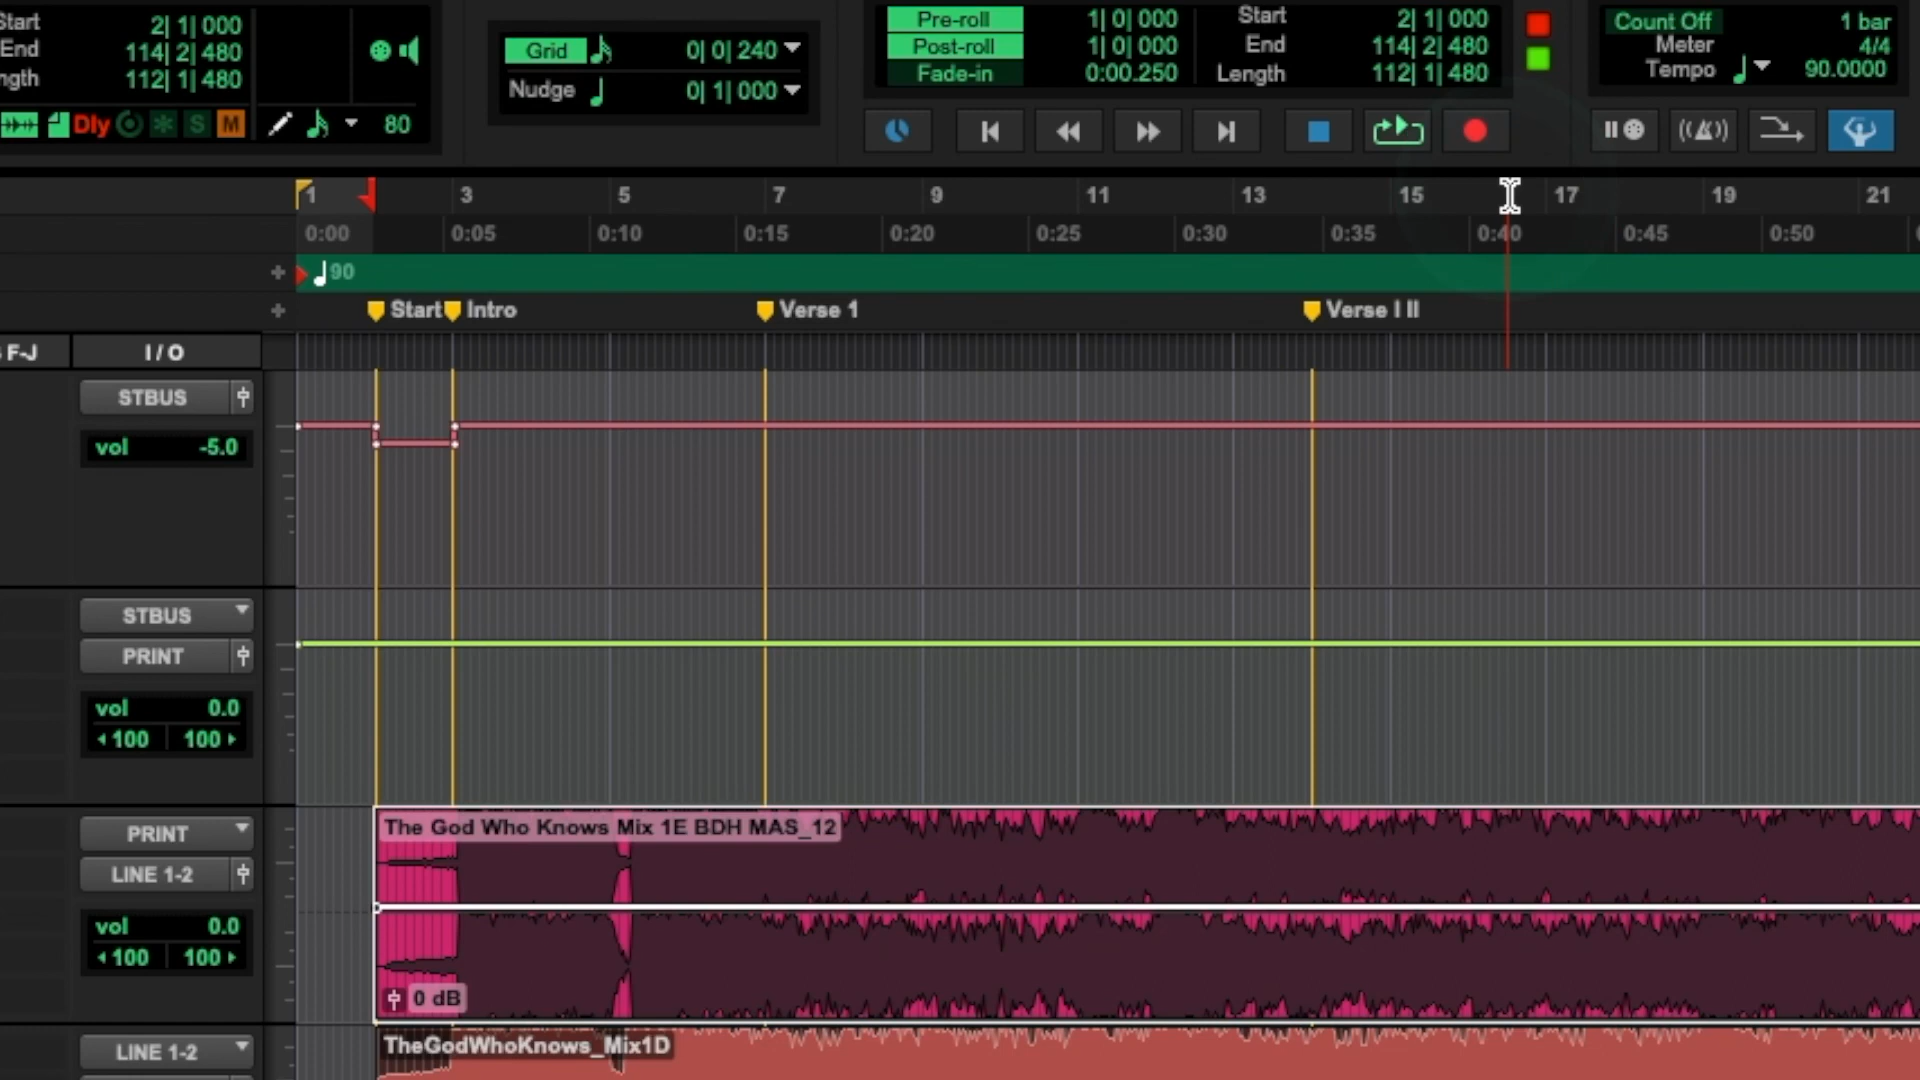 Start 2| 1| 000
End 114| 2| 480
ngth 112| 1| 480
Dly S M 80
Grid 0| 0| 240
Nudge 0| 1| 000
Pre-roll 1| 0| 000
Post-roll 1| 0| 000
Fade-in 0:00.250
Start 2| 1| 000
End 114| 2| 480
Length 112| 1| 480
Count Off 1 bar
Meter 4/4
Tempo 90.0000
1 3 5 7 9 11 13 15 17 19 21
0:00 0:05 0:10 0:15 0:20 0:25 0:30 0:35 0:40 0:45 0:50
90
Start Intro Verse 1 Verse I II
F-J I / O
STBUS
vol -5.0
STBUS
PRINT
vol 0.0
100 100
PRINT
LINE 1-2
vol 0.0
100 100
The God Who Knows Mix 1E BDH MAS_12
0 dB
LINE 1-2
TheGodWhoKnows_Mix1D